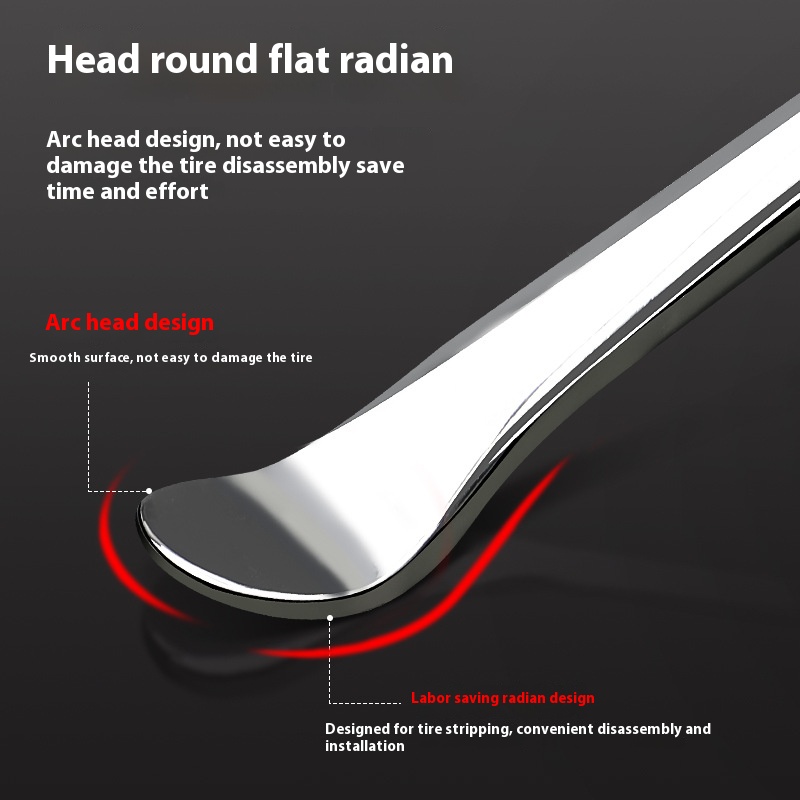 Head round flat radian
Arc head design, not easy to
damage the tire disassembly save
time and effort
Arc head design
Smooth surface, not easy to damage the tire
Labor saving radian design
Designed for tire stripping, convenient disassembly and
installation